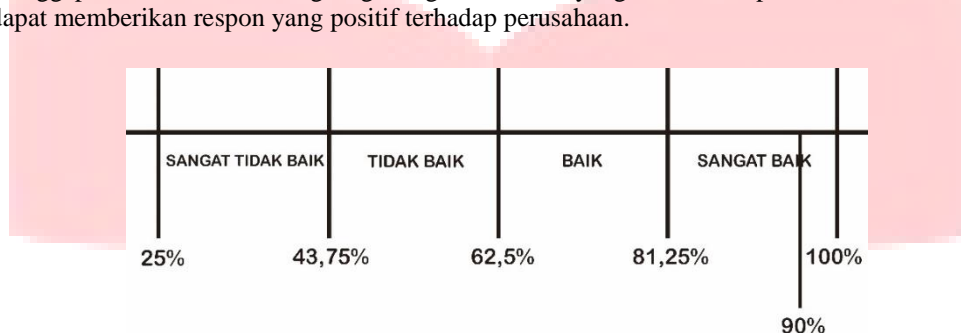 dapat memberikan respon yang positif terhadap perusahaan.
SANGAT TIDAK BAIK TIDAK BAIK BAIK SANGAT BAIK
25% 43,75% 62,5% 81,25% 100%
90%